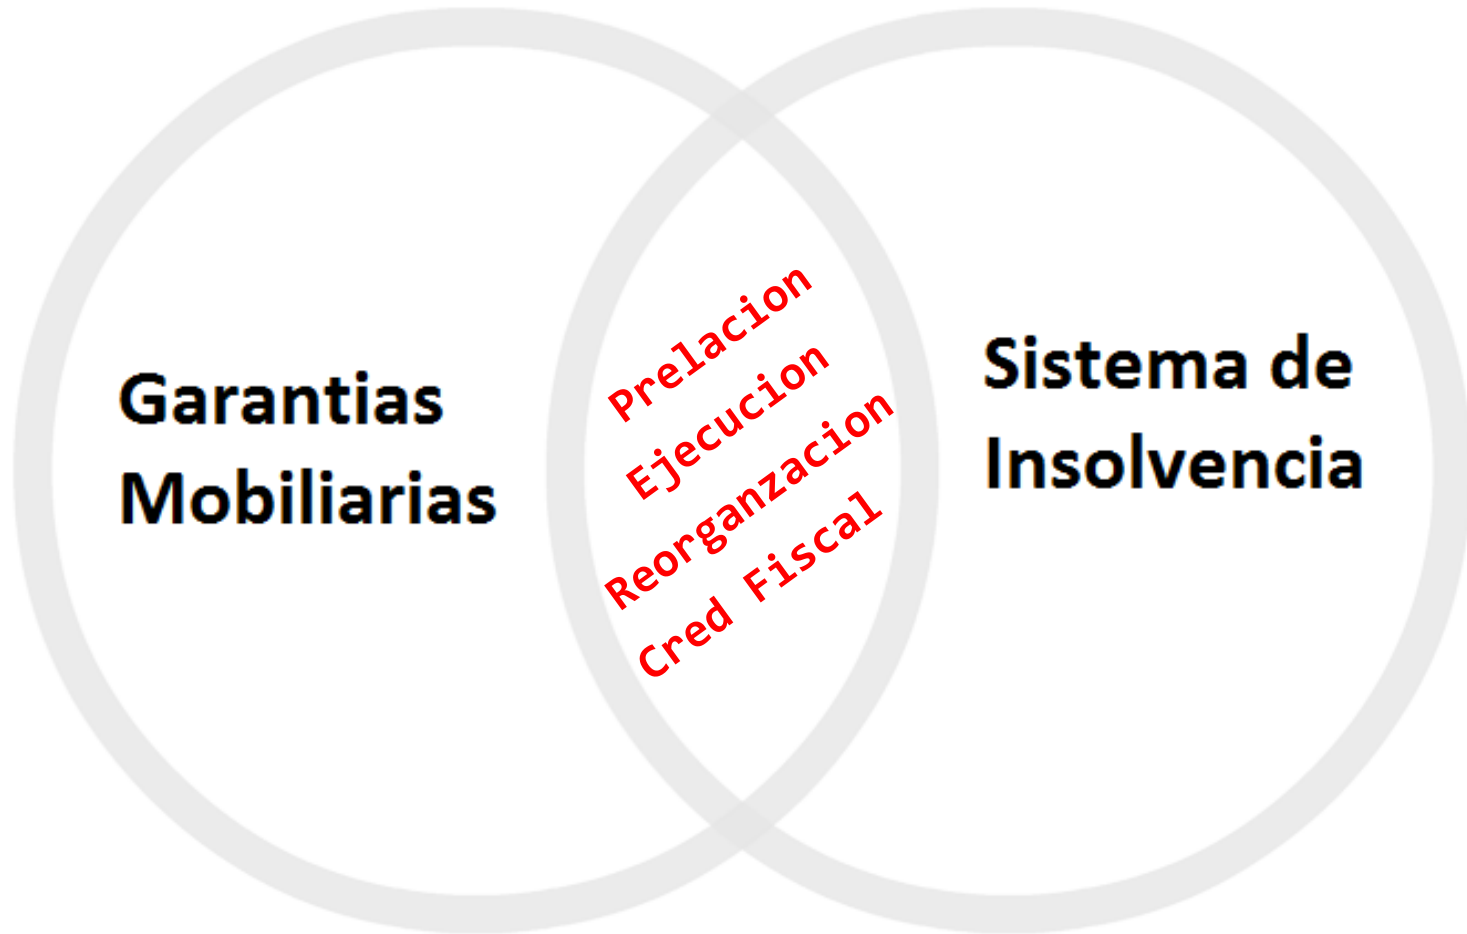 Garantias
Mobiliarias
Prelacion
Ejecucion
Reorganzacion
Cred Fiscal
Sistema de
Insolvencia